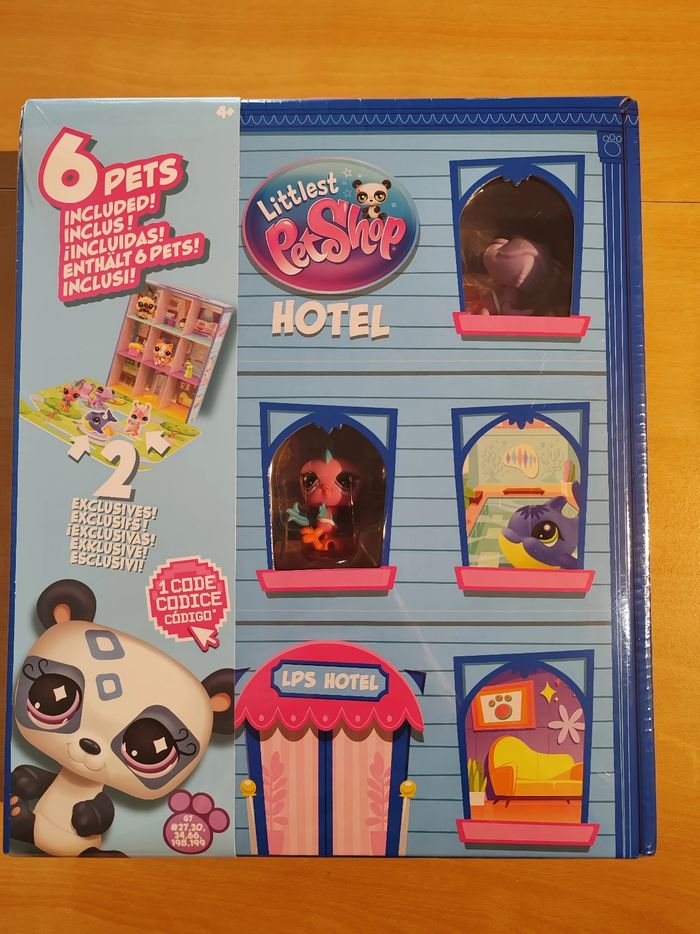 4+
6 PETS
INCLUDED!
INCLUS !
¡INCLUIDAS!
ENTHÄLT 6 PETS!
INCLUSI!
Littlest
PetShop
HOTEL
2
EXCLUSIVES!
EXCLUSIFS !
¡EXCLUSIVAS!
EXKLUSIVE!
ESCLUSIVI!
1 CODE
CODICE
CÓDIGO*
LPS HOTEL
G7
#27,30,
34,66,
198,199